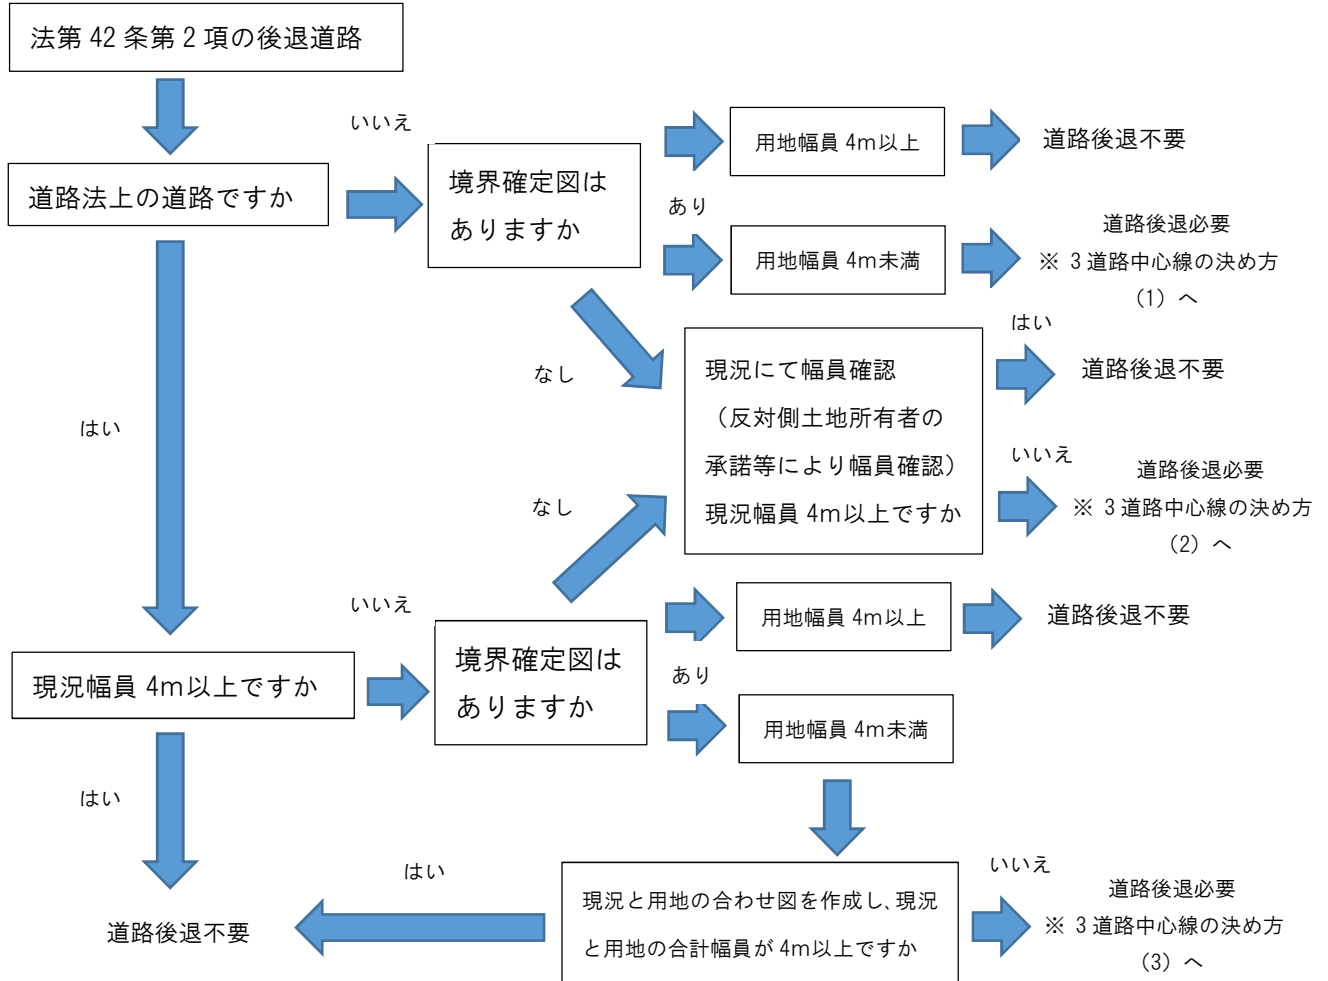 法第 42 条第 2 項の後退道路
いいえ
道路法上の道路ですか
境界確定図は
ありますか
用地幅員 4m以上
道路後退不要
あり
用地幅員 4m未満
道路後退必要
※ 3 道路中心線の決め方
(1) へ
なし
現況にて幅員確認
(反対側土地所有者の
承諾等により幅員確認)
現況幅員 4m以上ですか
はい
道路後退不要
いいえ
道路後退必要
※ 3 道路中心線の決め方
(2) へ
はい
なし
いいえ
現況幅員 4m以上ですか
境界確定図は
ありますか
用地幅員 4m以上
道路後退不要
あり
用地幅員 4m未満
はい
道路後退不要
はい
現況と用地の合わせ図を作成し、現況
と用地の合計幅員が 4m以上ですか
いいえ
道路後退必要
※ 3 道路中心線の決め方
(3) へ